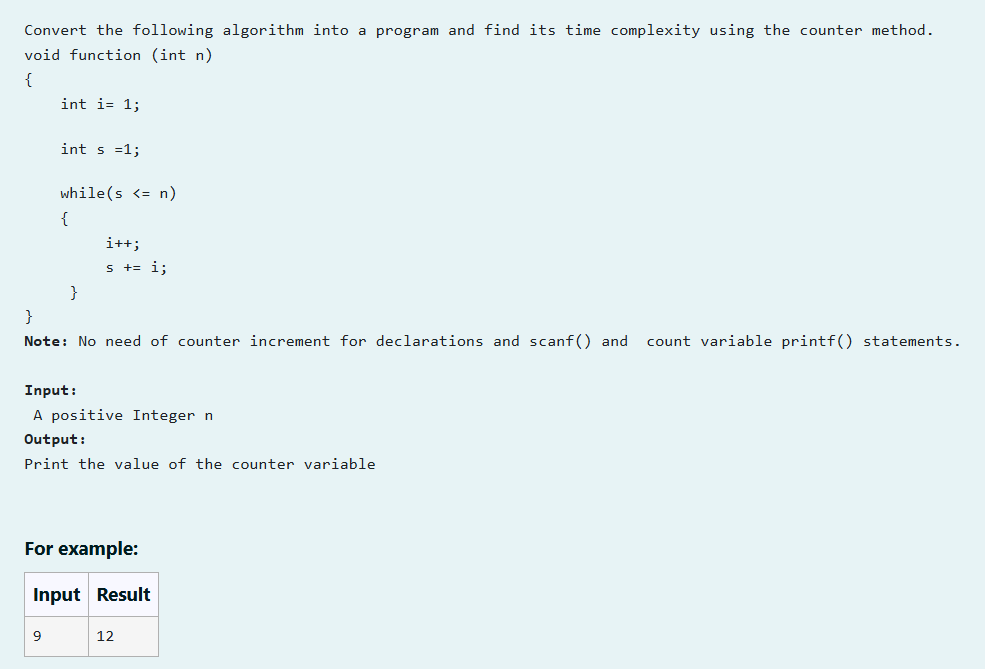 Convert the following algorithm into a program and find its time complexity using the counter method.
void function (int n)
{
    int i= 1;
    int s =1;
    while(s <= n)
    {
         i++;
         s += i;
     }
}
Note: No need of counter increment for declarations and scanf() and  count variable printf() statements.
Input:
 A positive Integer n
Output:
Print the value of the counter variable
For example:
Input Result
9 12